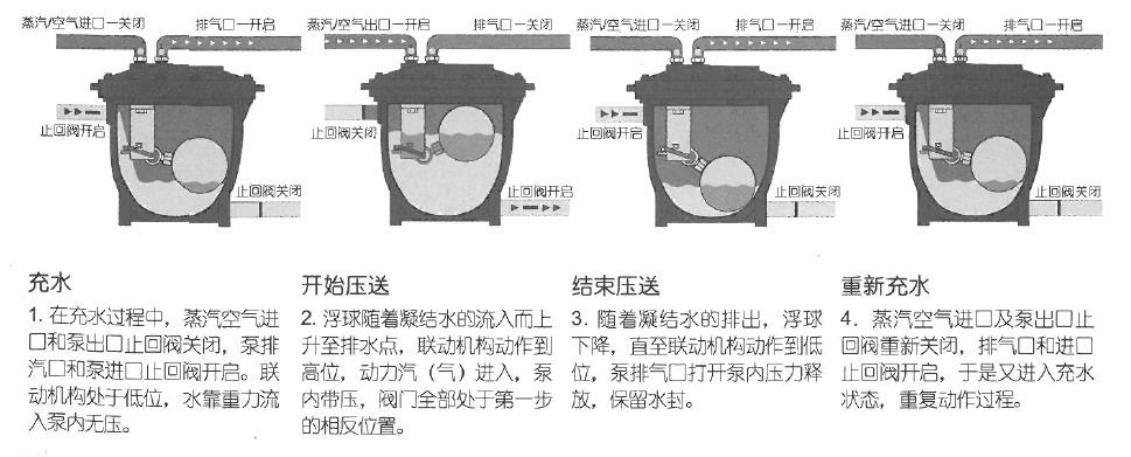 蒸汽/空气进口一关闭 排气口一开启
止回阀开启
止回阀关闭
蒸汽/空气出口一开启 排气口一关闭
止回阀关闭
止回阀开启
蒸汽/空气进口一关闭 排气口一开启
止回阀开启
止回阀关闭
蒸汽/空气进口一关闭 排气口一开启
止回阀开启
止回阀关闭
充水
1. 在充水过程中，蒸汽空气进
口和泵出口止回阀关闭，泵排
汽口和泵进口止回阀开启。联
动机构处于低位，水靠重力流
入泵内无压。
开始压送
2. 浮球随着凝结水的流入而上
升至排水点，联动机构动作到
高位，动力汽（气）进入，泵
内带压，阀门全部处于第一步
的相反位置。
结束压送
3. 随着凝结水的排出，浮球
下降，直至联动机构动作到低
位，泵排气口打开泵内压力释
放，保留水封。
重新充水
4. 蒸汽空气进口及泵出口止
回阀重新关闭，排气口和进口
止回阀开启，于是又进入充水
状态，重复动作过程。